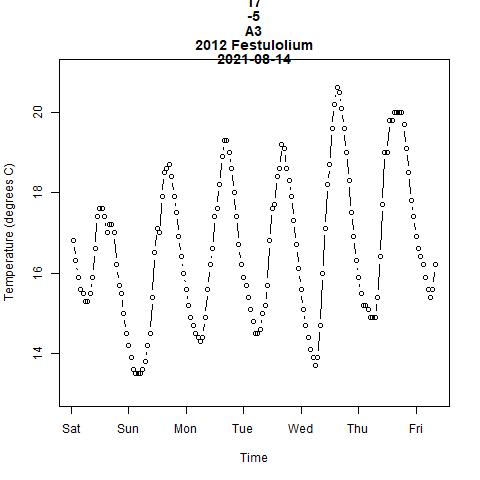 17
-5
A3
2012 Festulolium
2021-08-14
Temperature (degrees C)
20
18
16
14
Sat Sun Mon Tue Wed Thu Fri
Time